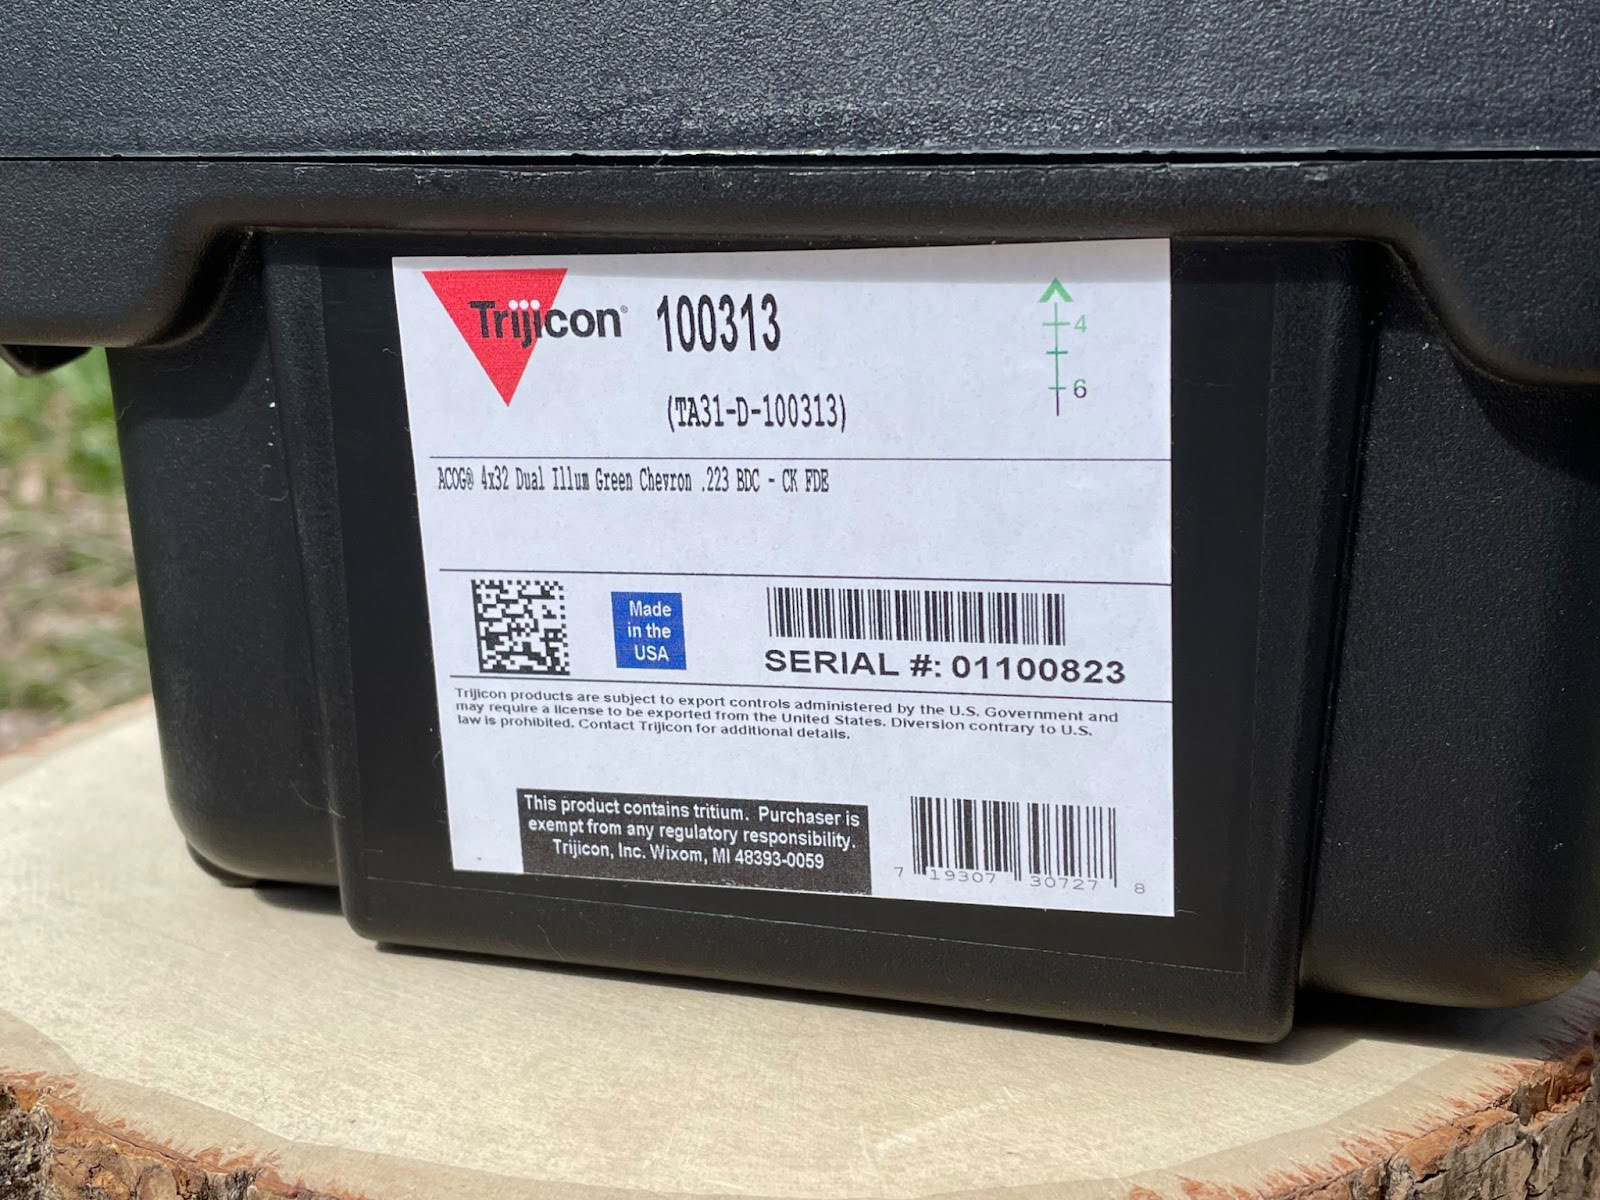 Trijicon® 100313
(TA31-D-100313)
4
6
ACOG® 4x32 Dual Illum Green Chevron .223 BDC - CK FDE
Made
in the
USA
SERIAL #: 01100823
Trijicon products are subject to export controls administered by the U.S. Government and
may require a license to be exported from the United States. Diversion contrary to U.S.
law is prohibited. Contact Trijicon for additional details.
This product contains tritium. Purchaser is
exempt from any regulatory responsibility.
Trijicon, Inc. Wixom, MI 48393-0059
7 19307 30727 8